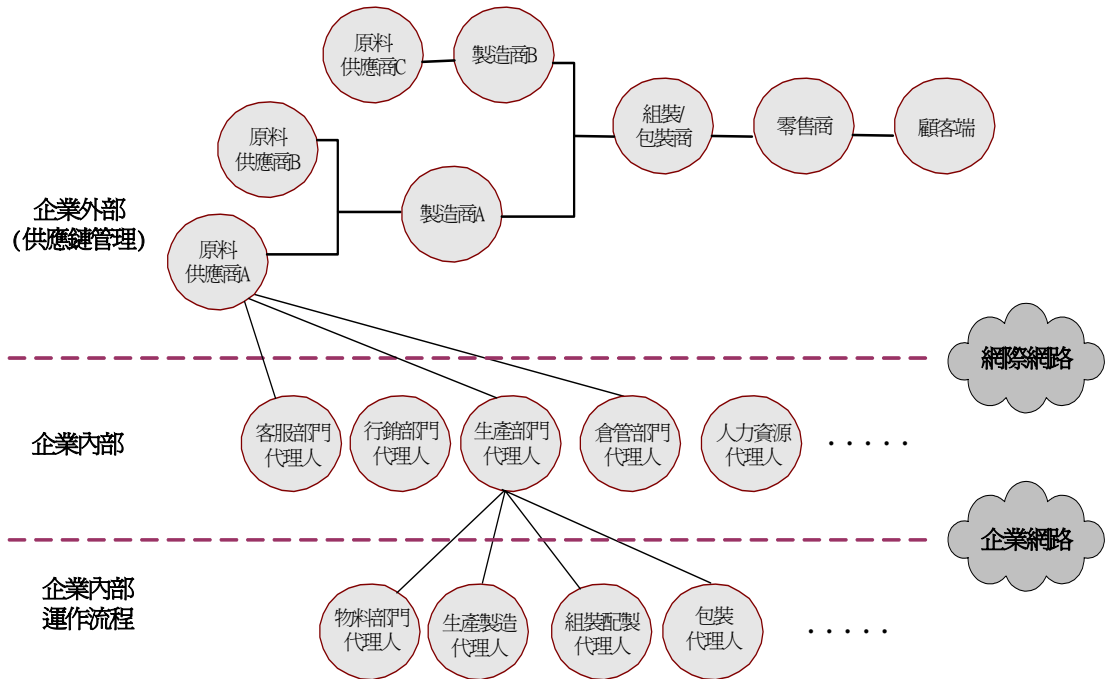 原料
供應商C
製造商B
組裝/
包裝商
零售商
顧客端
原料
供應商B
製造商A
企業外部
(供應鏈管理)
原料
供應商A
網際網路
企業內部
客服部門
代理人
行銷部門
代理人
生產部門
代理人
倉管部門
代理人
人力資源
代理人
.....
企業網路
企業內部
運作流程
物料部門
代理人
生產製造
代理人
組裝配製
代理人
包裝
代理人
.....